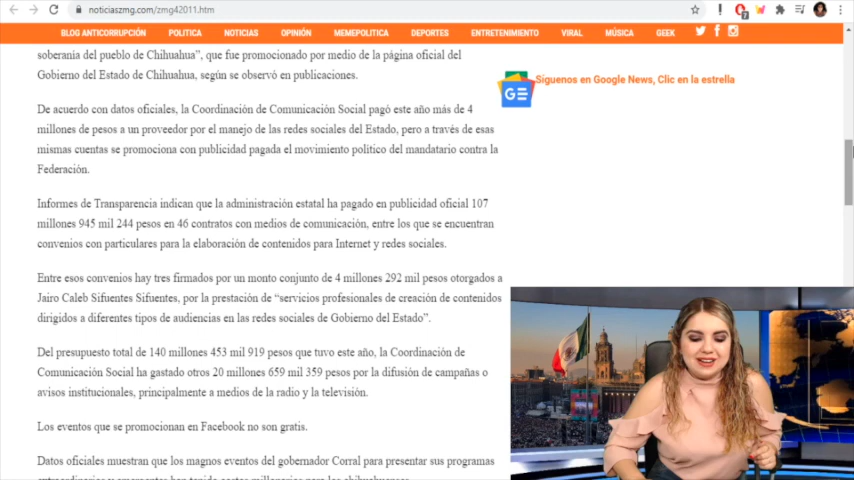 noticiaszmg.com/zmg42011.htm
7
BLOG ANTICORRUPCIÓN POLITICA NOTICIAS OPINIÓN MEMEPOLITICA DEPORTES ENTRETENIMIENTO VIRAL MÚSICA GEEK
soberanía del pueblo de Chihuahua”, que fue promocionado por medio de la página oficial del
Gobierno del Estado de Chihuahua, según se observó en publicaciones.
GE
Síguenos en Google News, Clic en la estrella
De acuerdo con datos oficiales, la Coordinación de Comunicación Social pagó este año más de 4
millones de pesos a un proveedor por el manejo de las redes sociales del Estado, pero a través de esas
mismas cuentas se promociona con publicidad pagada el movimiento político del mandatario contra la
Federación.
Informes de Transparencia indican que la administración estatal ha pagado en publicidad oficial 107
millones 945 mil 244 pesos en 46 contratos con medios de comunicación, entre los que se encuentran
convenios con particulares para la elaboración de contenidos para Internet y redes sociales.
Entre esos convenios hay tres firmados por un monto conjunto de 4 millones 292 mil pesos otorgados a
Jairo Caleb Sifuentes Sifuentes, por la prestación de “servicios profesionales de creación de contenidos
dirigidos a diferentes tipos de audiencias en las redes sociales de Gobierno del Estado”.
Del presupuesto total de 140 millones 453 mil 919 pesos que tuvo este año, la Coordinación de
Comunicación Social ha gastado otros 20 millones 659 mil 359 pesos por la difusión de campañas o
avisos institucionales, principalmente a medios de la radio y la televisión.
Los eventos que se promocionan en Facebook no son gratis.
Datos oficiales muestran que los magnos eventos del gobernador Corral para presentar sus programas